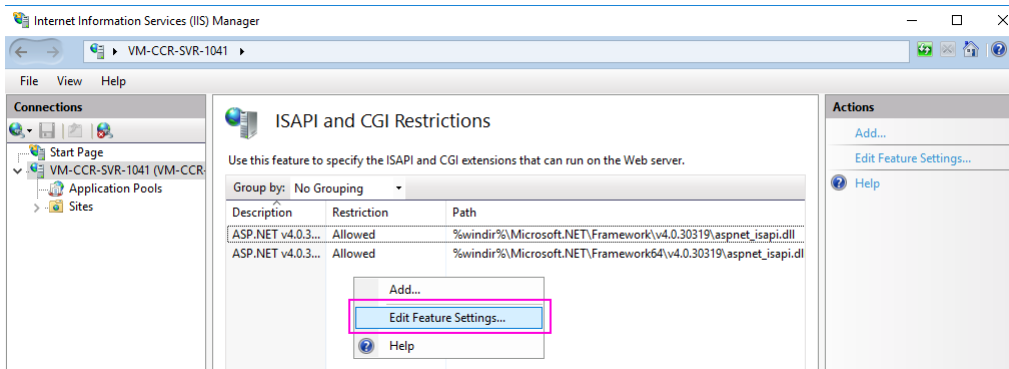 Internet Information Services (IIS) Manager
VM-CCR-SVR-1041
File View Help
Connections
Start Page
VM-CCR-SVR-1041 (VM-CCR-
Application Pools
Sites
ISAPI and CGI Restrictions
Use this feature to specify the ISAPI and CGI extensions that can run on the Web server.
Group by: No Grouping
Description Restriction Path
ASP.NET v4.0.3... Allowed %windir%\Microsoft.NET\Framework\v4.0.30319\aspnet_isapi.dll
ASP.NET v4.0.3... Allowed %windir%\Microsoft.NET\Framework64\v4.0.30319\aspnet_isapi.dl
Add...
Edit Feature Settings...
Help
Actions
Add...
Edit Feature Settings...
Help